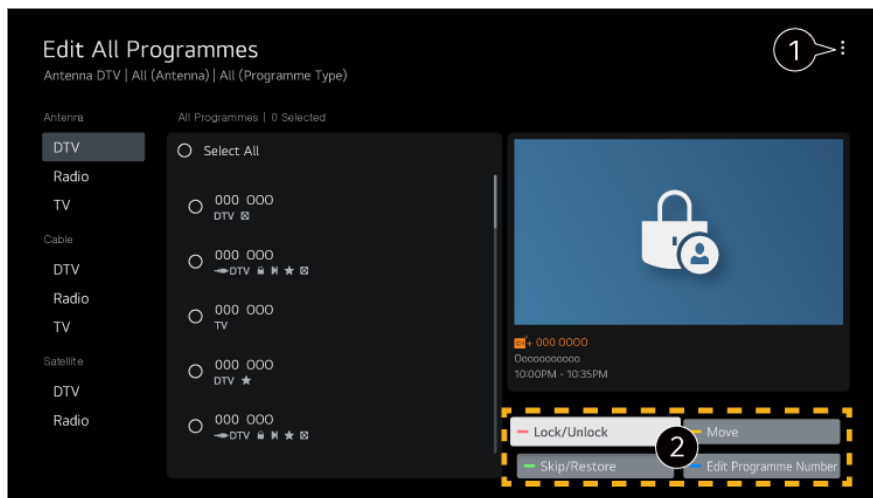 Edit All Programmes
Antenna DTV | All (Antenna) | All (Programme Type)
1
Antenna
DTV
Radio
TV
Cable
DTV
Radio
TV
Satellite
DTV
Radio
All Programmes | 0 Selected
Select All
000 000
DTV
000 000
DTV
000 000
TV
000 000
DTV
000 000
DTV
000 0000
Ooooooooooo
10:00PM - 10:35PM
Lock/Unlock
Move
2
Skip/Restore
Edit Programme Number